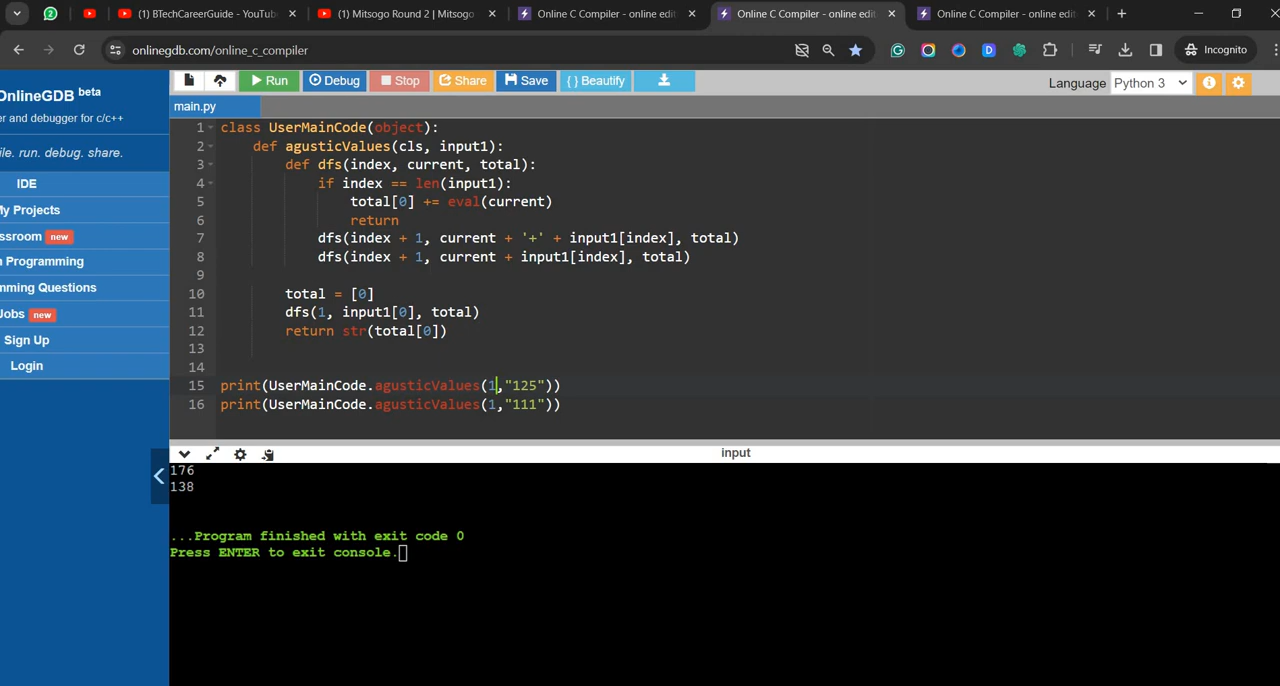 (1) BTechCareerGuide - YouTub
(1) Mitsogo Round 2 | Mitsogo
Online C Compiler - online edit
Online C Compiler - online edit
Online C Compiler - online edit
onlinegdb.com/online_c_compiler
Incognito
OnlineGDB beta
er and debugger for c/c++
ile. run. debug. share.
IDE
My Projects
ssroom new
n Programming
mming Questions
Jobs new
Sign Up
Login
Run
Debug
Stop
Share
Save
{ } Beautify
Language Python 3
main.py
1 class UserMainCode(object):
2 def agusticValues(cls, input1):
3 def dfs(index, current, total):
4 if index == len(input1):
5 total[0] += eval(current)
6 return
7 dfs(index + 1, current + '+' + input1[index], total)
8 dfs(index + 1, current + input1[index], total)
9
10 total = [0]
11 dfs(1, input1[0], total)
12 return str(total[0])
13
14
15 print(UserMainCode.agusticValues(1,"125"))
16 print(UserMainCode.agusticValues(1,"111"))
input
176
138
...Program finished with exit code 0
Press ENTER to exit console.